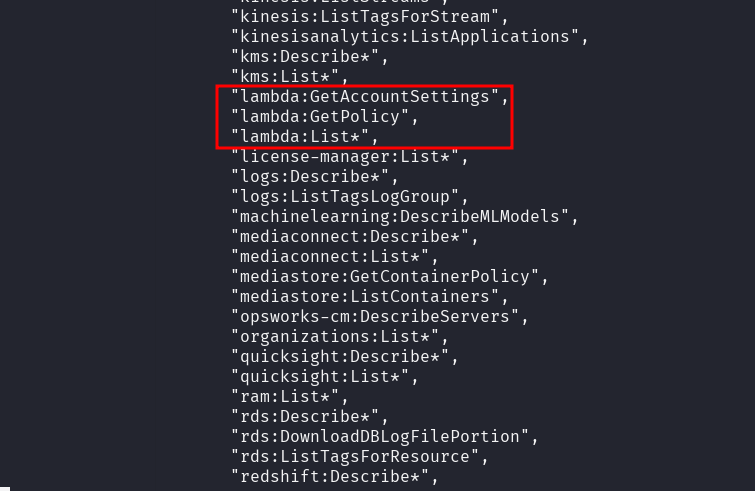 "kinesis:ListStreams",
"kinesis:ListTagsForStream",
"kinesisanalytics:ListApplications",
"kms:Describe*",
"kms:List*",
"lambda:GetAccountSettings",
"lambda:GetPolicy",
"lambda:List*",
"license-manager:List*",
"logs:Describe*",
"logs:ListTagsLogGroup",
"machinelearning:DescribeMLModels",
"mediaconnect:Describe*",
"mediaconnect:List*",
"mediastore:GetContainerPolicy",
"mediastore:ListContainers",
"opsworks-cm:DescribeServers",
"organizations:List*",
"quicksight:Describe*",
"quicksight:List*",
"ram:List*",
"rds:Describe*",
"rds:DownloadDBLogFilePortion",
"rds:ListTagsForResource",
"redshift:Describe*",